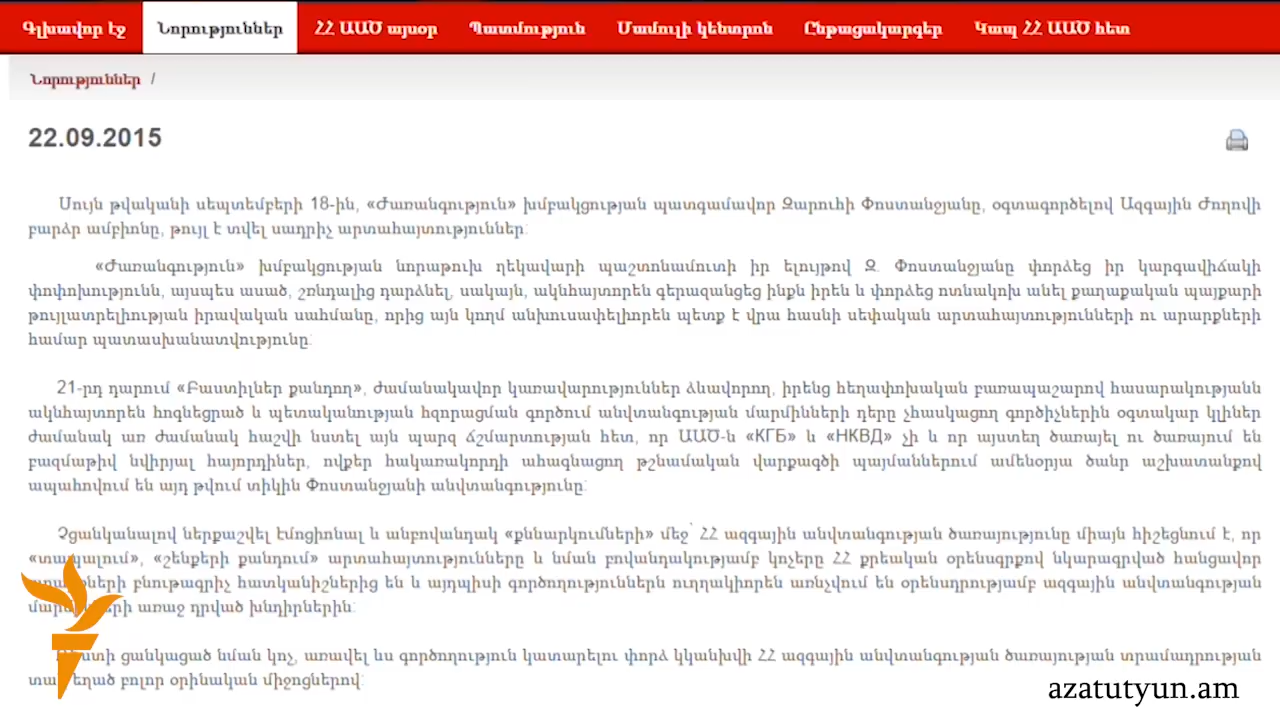 Գլխավոր էջ Նորություններ ՀՀ ԱԱԾ այսօր Պատմություն Մամուլի կենտրոն Ընթացակարգեր Կապ ՀՀ ԱԱԾ հետ
Նորություններ /
22.09.2015
Սույն թվականի սեպտեմբերի 18-ին, «Ժառանգություն» խմբակցության պատգամավոր Զարուհի Փոստանջյանը, օգտագործելով Ազգային Ժողովի
բարձր ամբիոնը, թույլ է տվել սադրիչ արտահայտություններ:
«Ժառանգություն» խմբակցության նորաթուխ ղեկավարի պաշտոնամուտի իր ելույթով Զ. Փոստանջյանը փորձեց իր կարգավիճակի
փոփոխությունն, այսպես ասած, շռնդալից դարձնել, սակայն, ակնհայտորեն գերազանցեց ինքն իրեն և փորձեց ոտնակոխ անել քաղաքական պայքարի
թույլատրելիության իրավական սահմանը, որից այն կողմ անխուսափելիորեն պետք է վրա հասնի սեփական արտահայտությունների ու արարքների
համար պատասխանատվությունը:
21-րդ դարում «Բաստիլներ քանդող», ժամանակավոր կառավարություններ ձևավորող, իրենց հեղափոխական բառապաշարով հասարակությանն
ակնհայտորեն հոգնեցրած և պետականության հզորացման գործում անվտանգության մարմինների դերը չհասկացող գործիչներին օգտակար կլիներ
ժամանակ առ ժամանակ հաշվի նստել այն պարզ ճշմարտության հետ, որ ԱԱԾ-ն «КГБ» և «НКВД» չի և որ այստեղ ծառայել ու ծառայում են
բազմաթիվ նվիրյալ հայորդիներ, ովքեր հակառակորդի ահագնացող թշնամական վարքագծի պայմաններում ամենօրյա ծանր աշխատանքով
ապահովում են այդ թվում տիկին Փոստանջյանի անվտանգությունը:
Չցանկանալով ներքաշվել էմոցիոնալ և անբովանդակ «քննարկումների» մեջ՝ ՀՀ ազգային անվտանգության ծառայությունը միայն հիշեցնում է, որ
«տապալում», «շենքերի քանդում» արտահայտությունները և նման բովանդակությամբ կոչերը ՀՀ քրեական օրենսգրքով նկարագրված հանցավոր
բնութագրիչ հատկանիշներից են և այդպիսի գործողություններն ուղղակիորեն առնչվում են օրենսդրությամբ ազգային անվտանգության
առաջ դրված խնդիրներին:
ցանկացած նման կոչ, առավել ևս գործողություն կատարելու փորձ կկանխվի ՀՀ ազգային անվտանգության ծառայության տրամադրության
բոլոր օրինական միջոցներով:
azatutyun.am